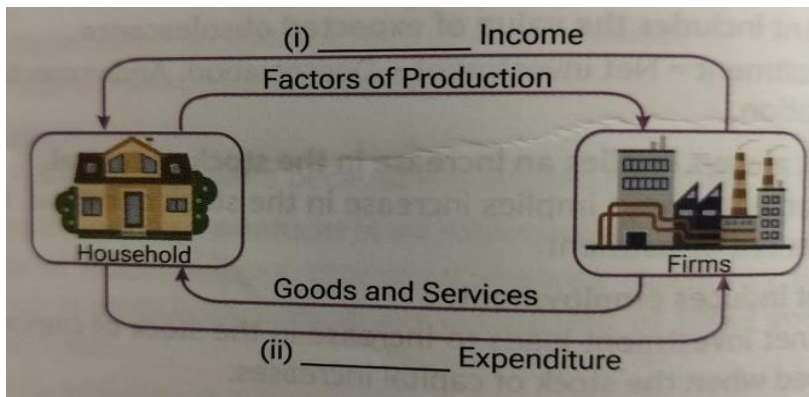 (i) __________ Income
Factors of Production
Household
Firms
Goods and Services
(ii) __________ Expenditure